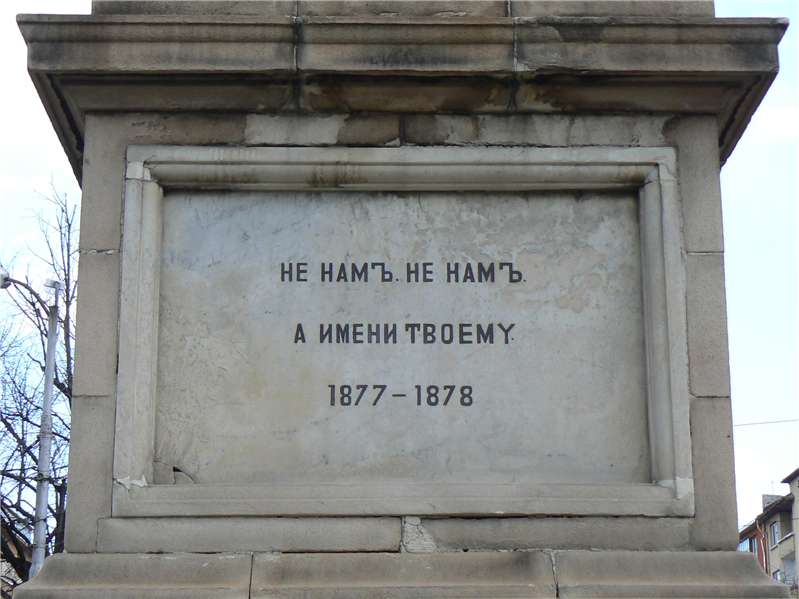 НЕ НАМЪ. НЕ НАМЪ.
А ИМЕНИ ТВОЕМУ.
1877-1878